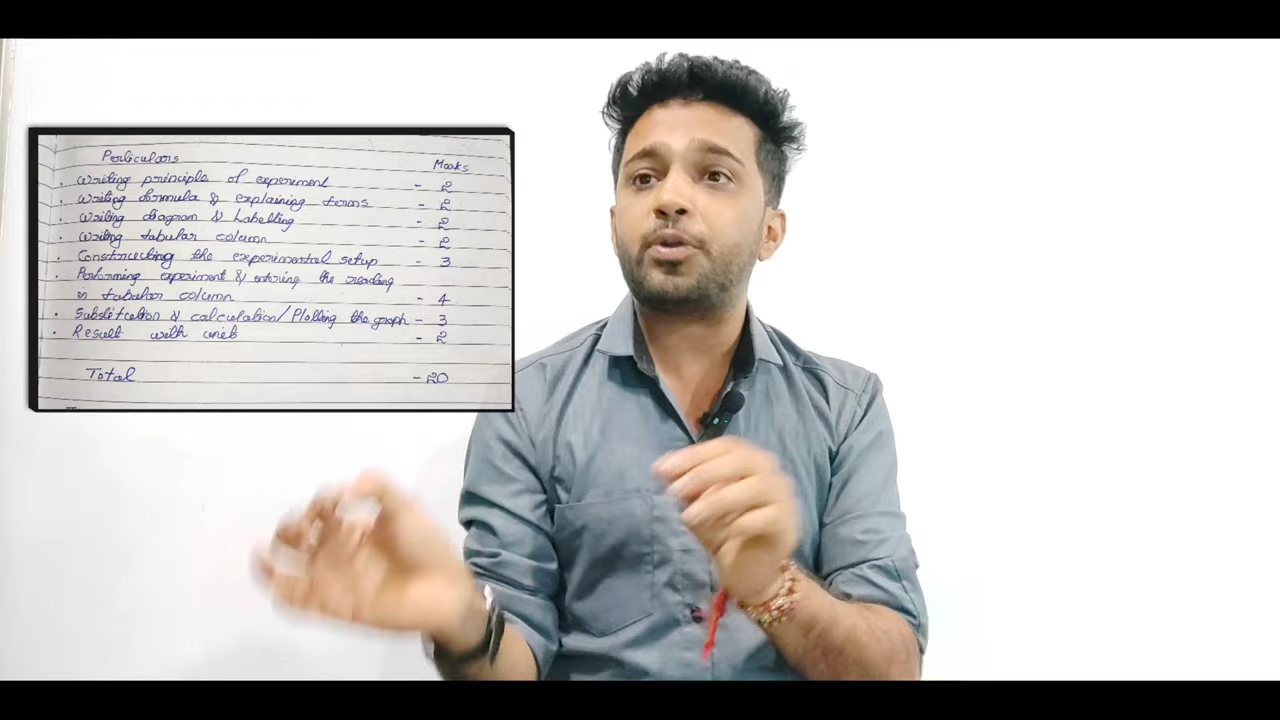 Perticulars Marks
. Writing principle of experiment - 2
. Writing formula & explaining terms - 2
. Writing diagram & Labelling - 2
. Writing tabular column - 2
. Constructing the experimental setup - 3
. Performing experiment & entering the reading
in tabular column - 4
. Substitution & calculation/Plotting the graph - 3
. Result with unit - 2
Total - 20